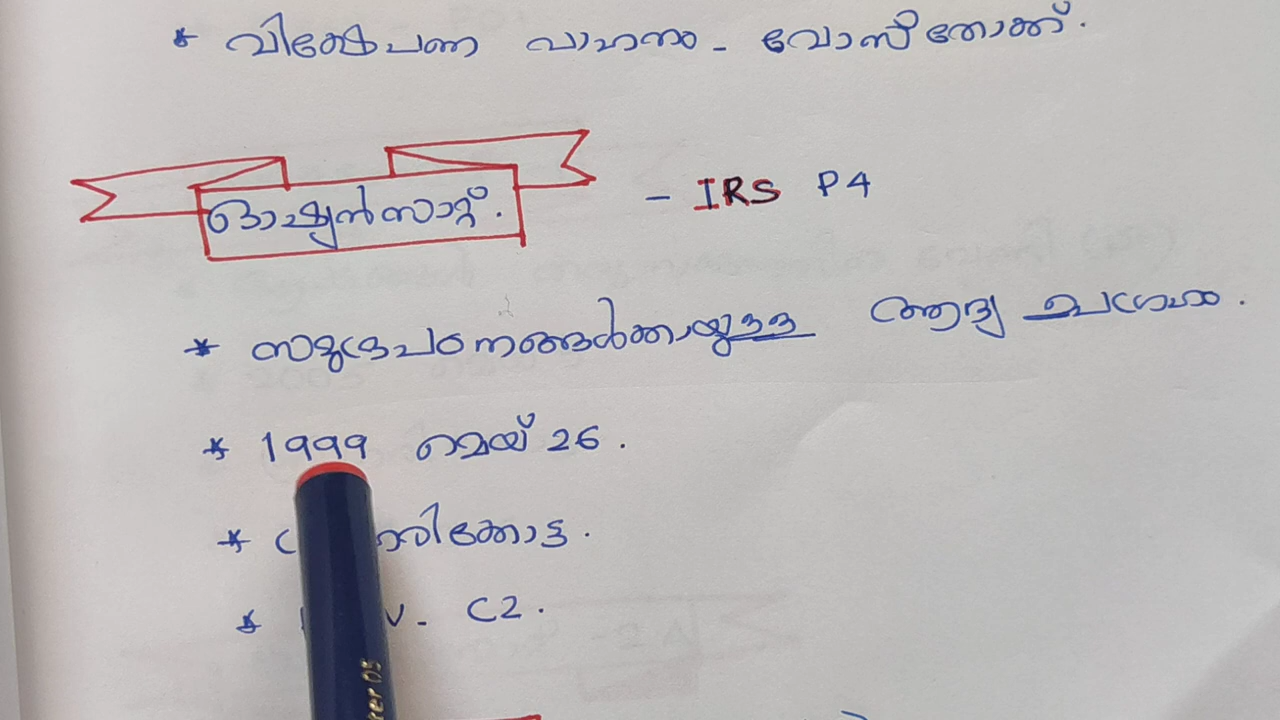 * വിക്ഷേപണ വാഹനം - വോസ്തോക്ക്.
ഓഷ്യൻസാറ്റ്. - IRS P4
* സമുദ്രപഠനങ്ങൾക്കായുള്ള ആദ്യ ഉപഗ്രഹം.
* 1999 മെയ് 26.
*
* C2.